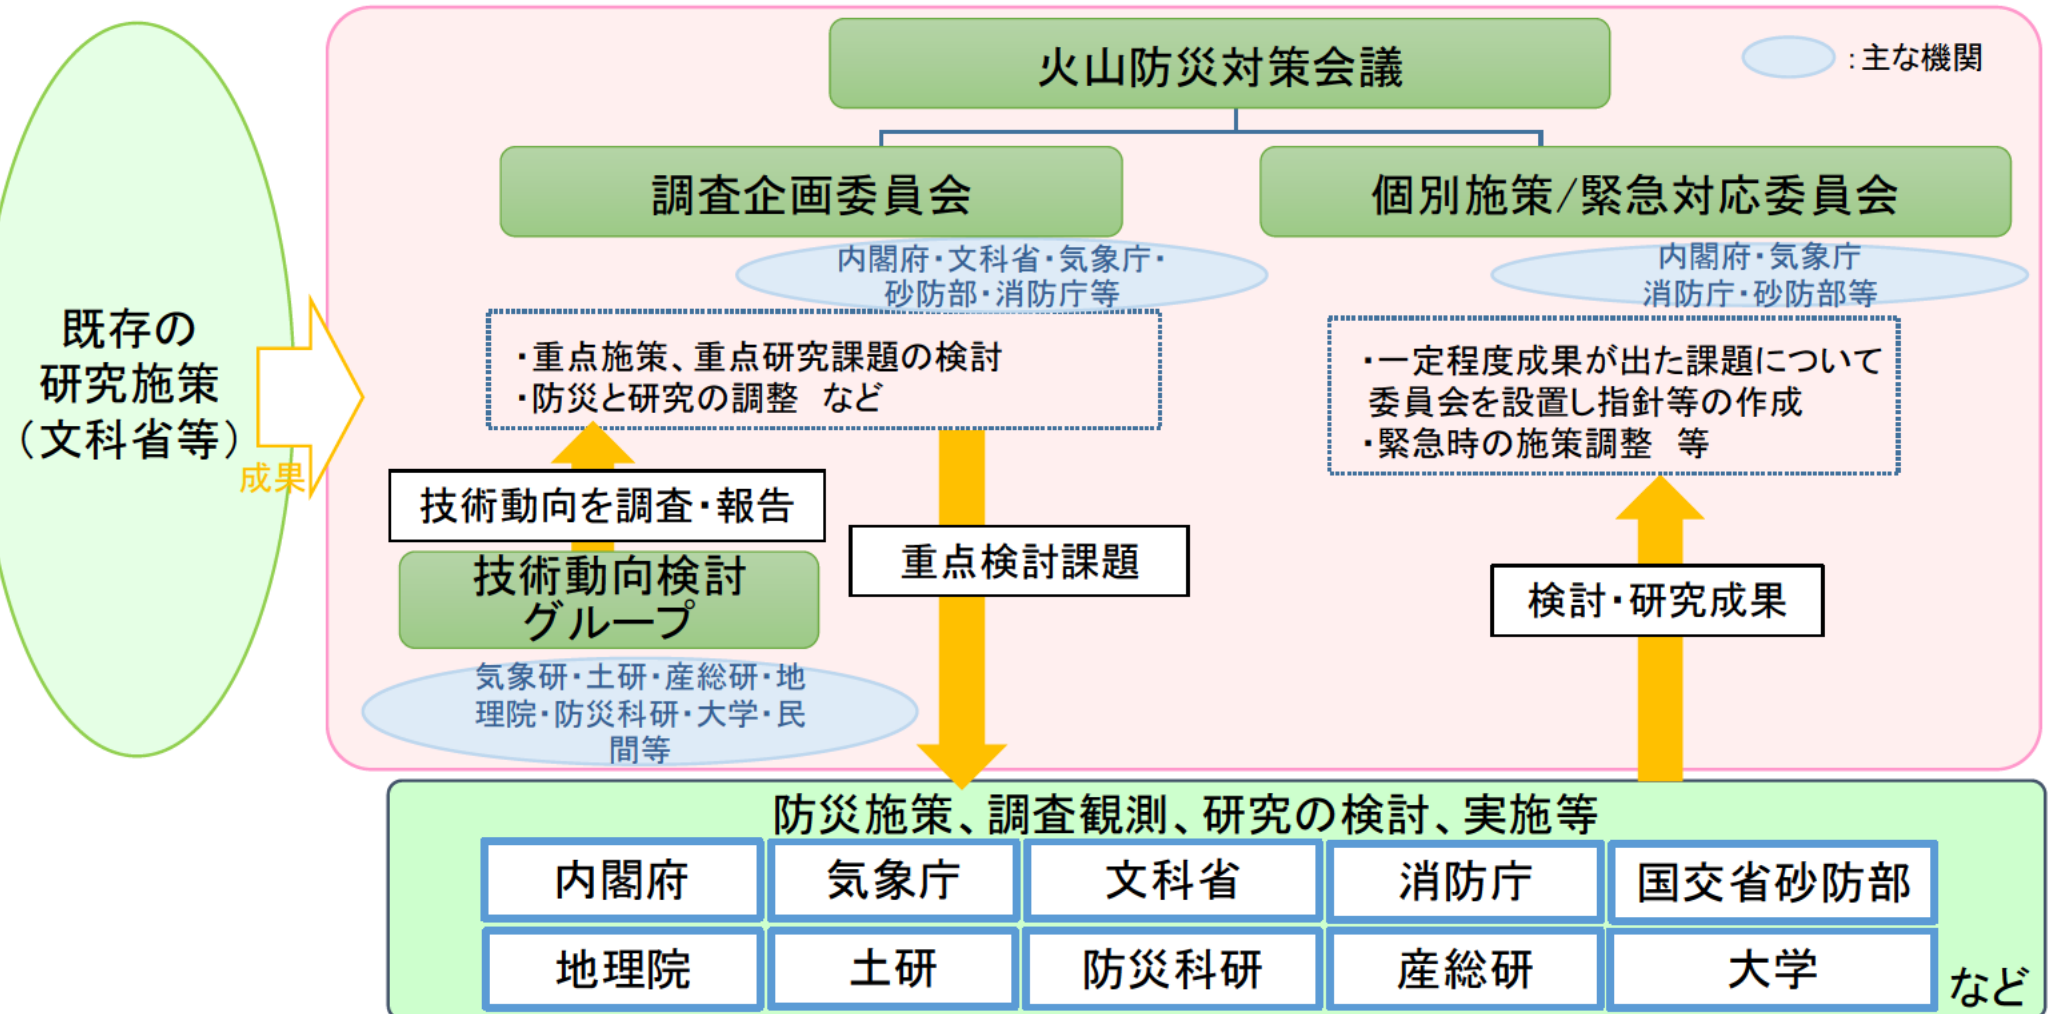 火山防災対策会議
：主な機関
調査企画委員会
個別施策/緊急対応委員会
内閣府・文科省・気象庁・
砂防部・消防庁等
内閣府・気象庁
消防庁・砂防部等
既存の
研究施策
（文科省等）
成果
・重点施策、重点研究課題の検討
・防災と研究の調整　など
・一定程度成果が出た課題について
委員会を設置し指針等の作成
・緊急時の施策調整　等
技術動向を調査・報告
重点検討課題
検討・研究成果
技術動向検討
グループ
気象研・土研・産総研・地
理院・防災科研・大学・民
間等
防災施策、調査観測、研究の検討、実施等
内閣府
気象庁
文科省
消防庁
国交省砂防部
地理院
土研
防災科研
産総研
大学
など